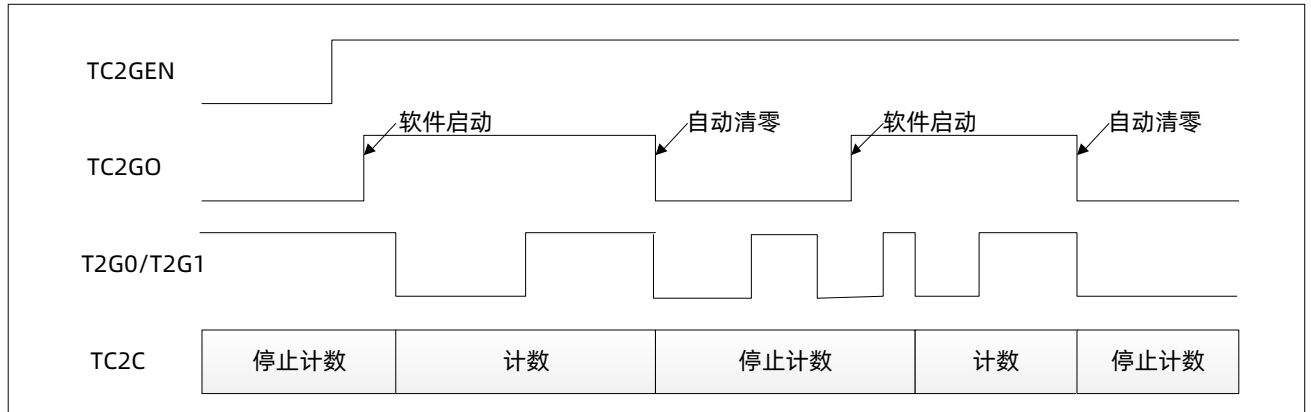 TC2GEN
软件启动 自动清零 软件启动 自动清零
TC2GO
T2G0/T2G1
TC2C 停止计数 计数 停止计数 计数 停止计数